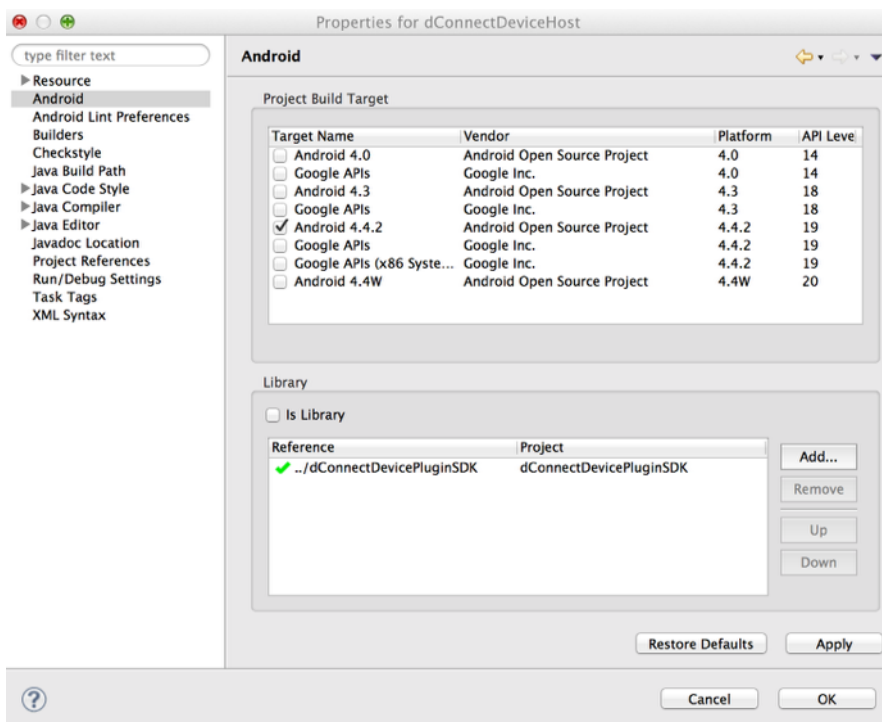 Properties for dConnectDeviceHost
type filter text
Resource
Android
Android Lint Preferences
Builders
Checkstyle
Java Build Path
Java Code Style
Java Compiler
Java Editor
Javadoc Location
Project References
Run/Debug Settings
Task Tags
XML Syntax
Android
Project Build Target
Target Name Vendor Platform API Leve
Android 4.0 Android Open Source Project 4.0 14
Google APIs Google Inc. 4.0 14
Android 4.3 Android Open Source Project 4.3 18
Google APIs Google Inc. 4.3 18
Android 4.4.2 Android Open Source Project 4.4.2 19
Google APIs Google Inc. 4.4.2 19
Google APIs (x86 Syste... Google Inc. 4.4.2 19
Android 4.4W Android Open Source Project 4.4W 20
Library
Is Library
Reference Project
../dConnectDevicePluginSDK dConnectDevicePluginSDK
Add...
Remove
Up
Down
Restore Defaults Apply
? Cancel OK